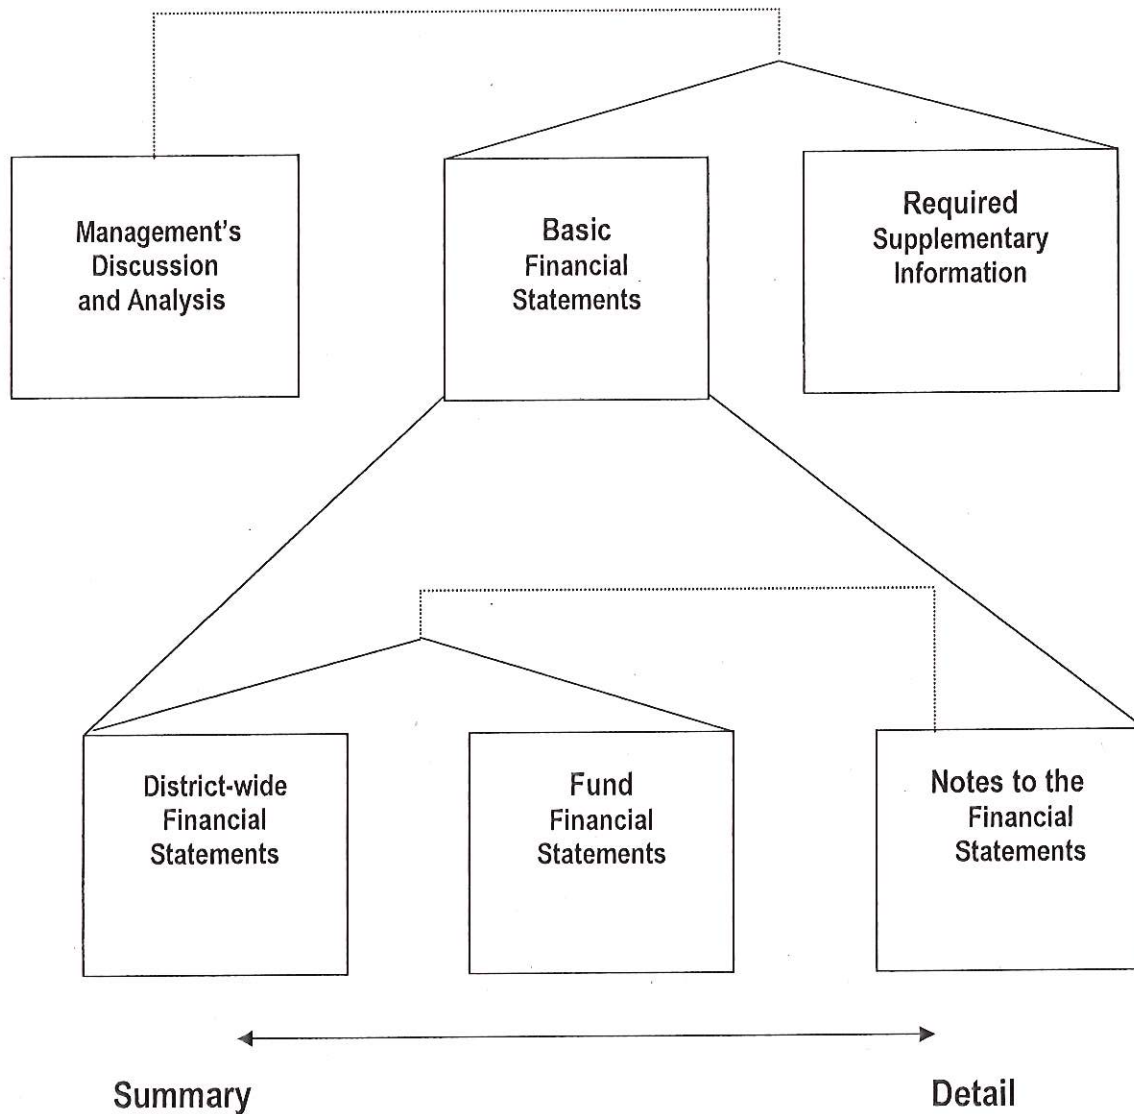 Management's
Discussion
and Analysis
Basic
Financial
Statements
Required
Supplementary
Information
District-wide
Financial
Statements
Fund
Financial
Statements
Notes to the
Financial
Statements
Summary
Detail